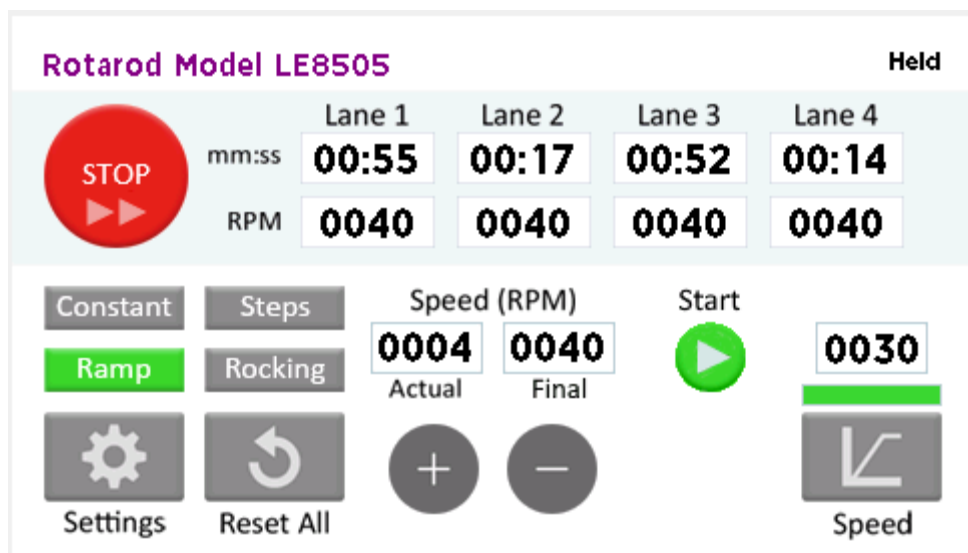 Rotarod Model LE8505 Held
Lane 1 Lane 2 Lane 3 Lane 4
STOP mm:ss 00:55 00:17 00:52 00:14
RPM 0040 0040 0040 0040
Constant Steps Speed (RPM) Start
Ramp Rocking 0004 0040 0030
Actual Final
Settings Reset All Speed